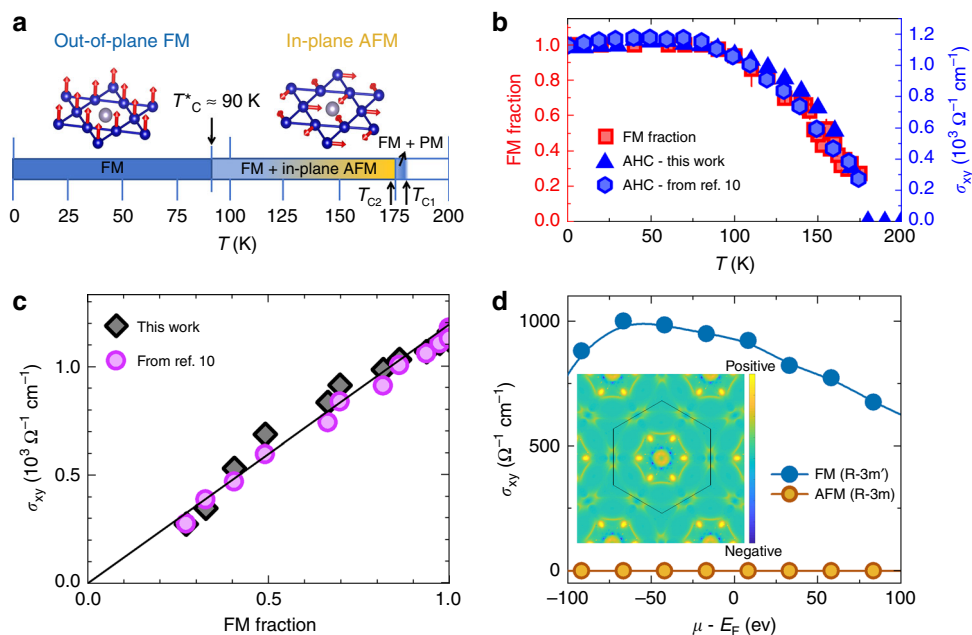 a
Out-of-plane FM
In-plane AFM
T*C ≈ 90 K
FM + PM
FM
FM + in-plane AFM
TC2
TC1
0 25 50 75 100 125 150 175 200
T (K)
b
FM fraction
1.0
0.8
0.6
0.4
0.2
0.0
FM fraction
AHC - this work
AHC - from ref. 10
0 50 100 150 200
T (K)
1.2
1.0
0.8
0.6
0.4
0.2
0.0
σxy (10³ Ω⁻¹ cm⁻¹)
c
This work
From ref. 10
σxy (10³ Ω⁻¹ cm⁻¹)
1.0
0.5
0.0
0.0 0.5 1.0
FM fraction
d
σxy (Ω⁻¹ cm⁻¹)
1000
500
0
Positive
Negative
FM (R-3m′)
AFM (R-3m)
–100 –50 0 50 100
μ - EF (ev)